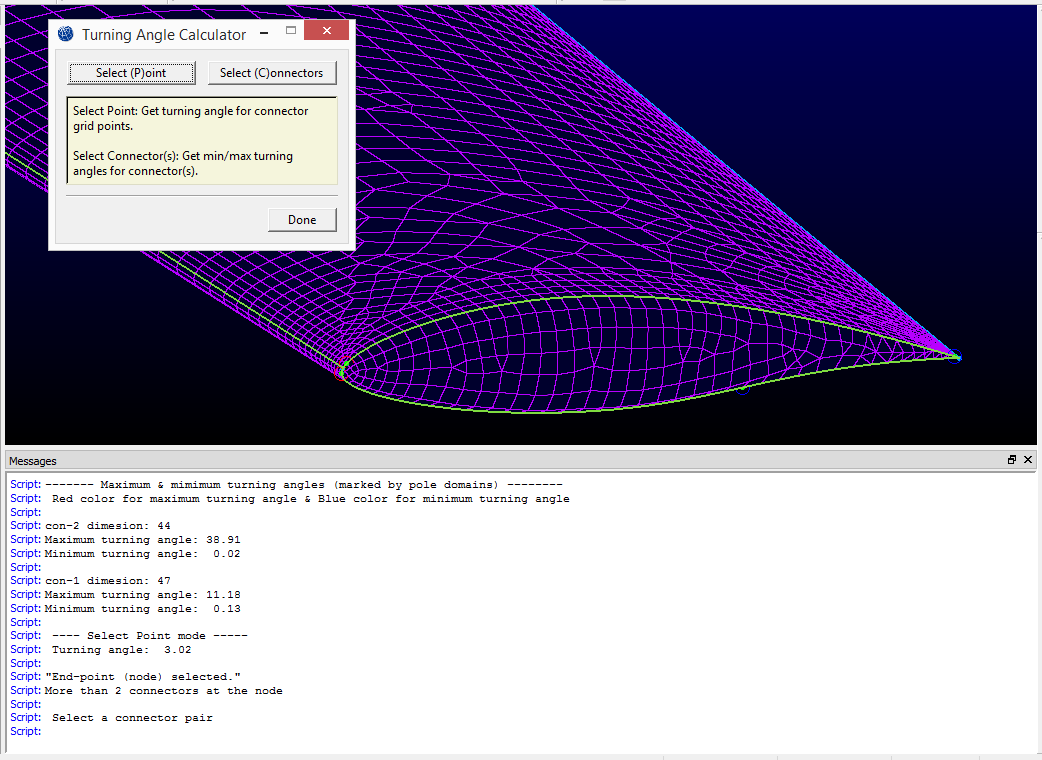 Turning Angle Calculator
Select (P)oint
Select (C)onnectors
Select Point: Get turning angle for connector
grid points.
Select Connector(s): Get min/max turning
angles for connector(s).
Done
Messages
Script: ------- Maximum & mimimum turning angles (marked by pole domains) --------
Script: Red color for maximum turning angle & Blue color for minimum turning angle
Script:
Script: con-2 dimesion: 44
Script: Maximum turning angle: 38.91
Script: Minimum turning angle: 0.02
Script:
Script: con-1 dimesion: 47
Script: Maximum turning angle: 11.18
Script: Minimum turning angle: 0.13
Script:
Script: ---- Select Point mode -----
Script: Turning angle: 3.02
Script:
Script: "End-point (node) selected."
Script: More than 2 connectors at the node
Script:
Script: Select a connector pair
Script: